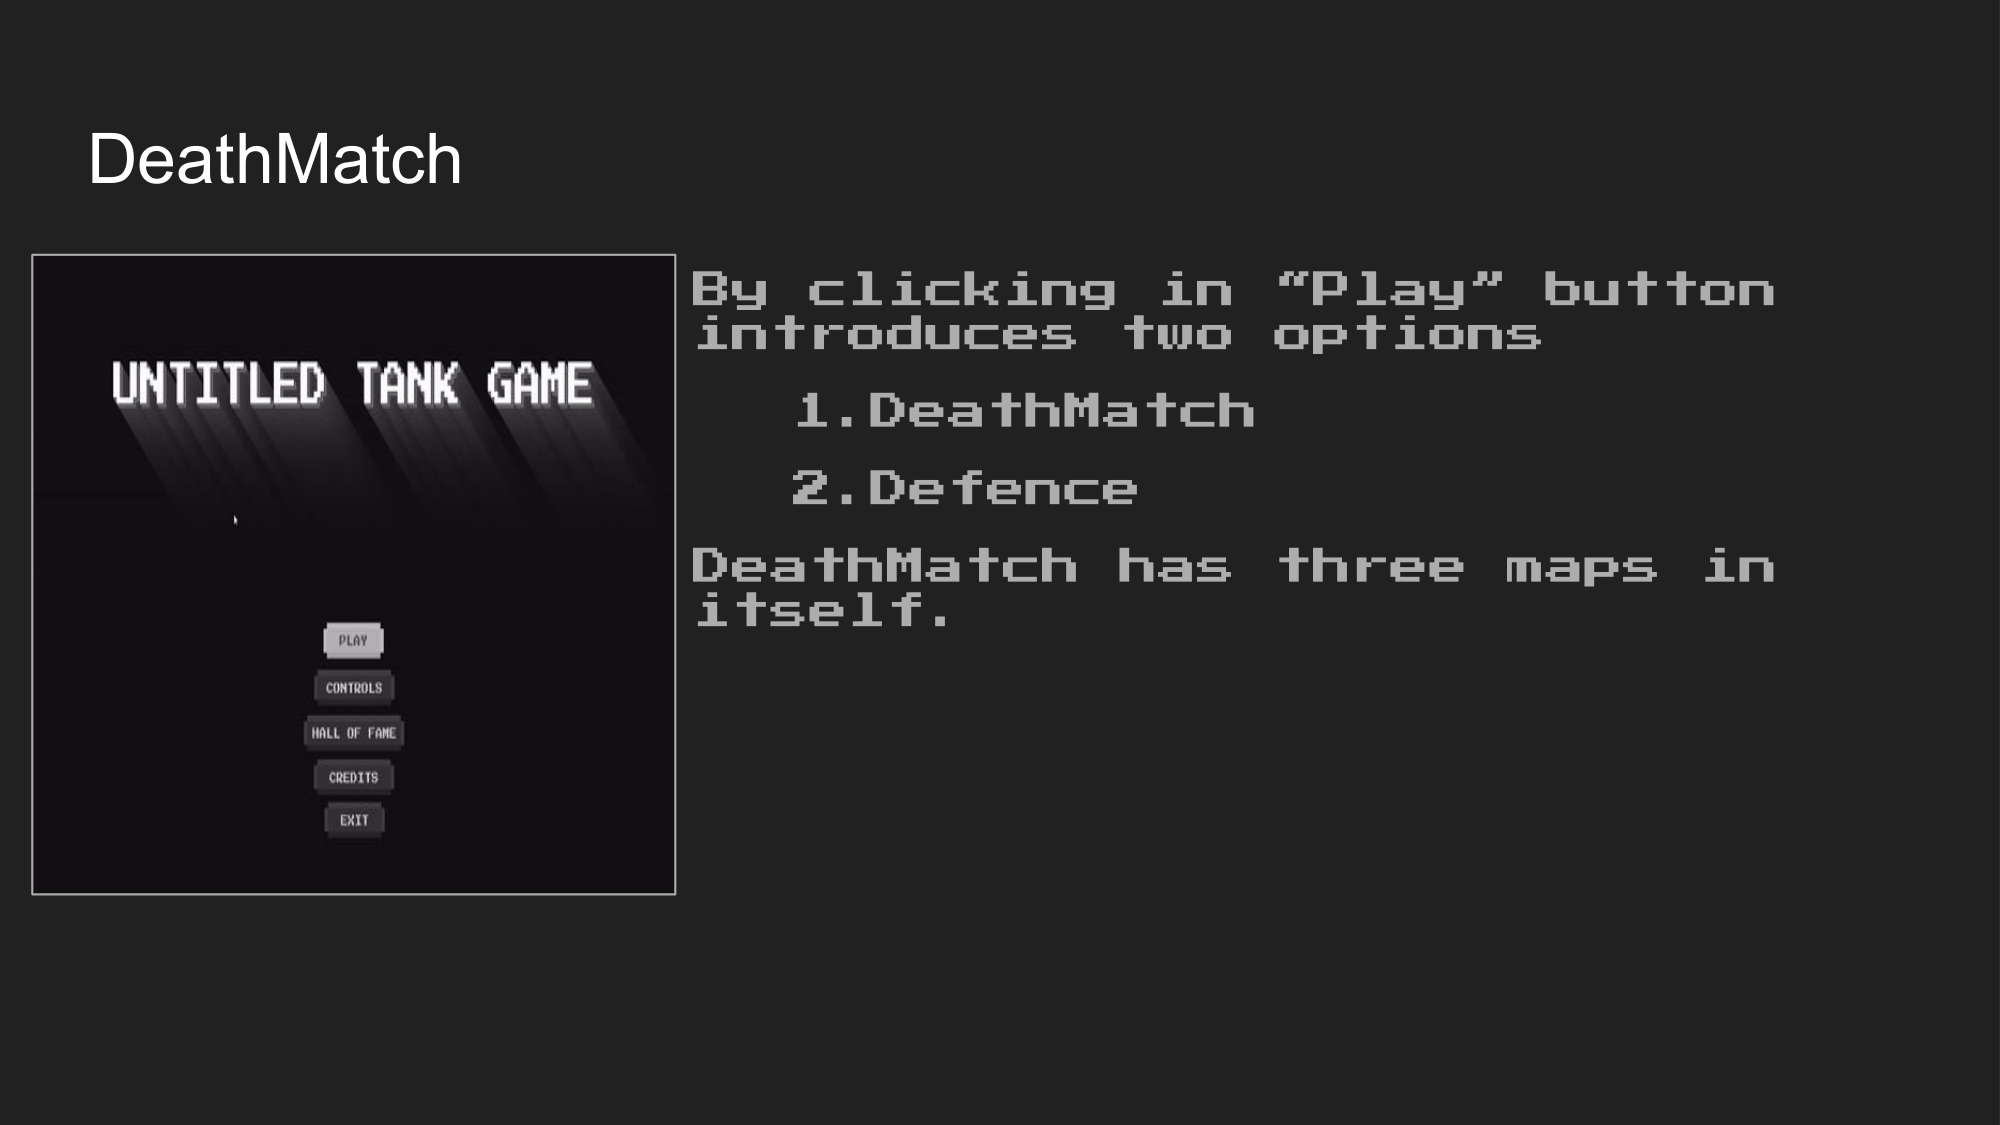 DeathMatch
UNTITLED TANK GAME
PLAY
CONTROLS
HALL OF FAME
CREDITS
EXIT
By clicking in “Play” button
introduces two options
1.DeathMatch
2.Defence
DeathMatch has three maps in
itself.